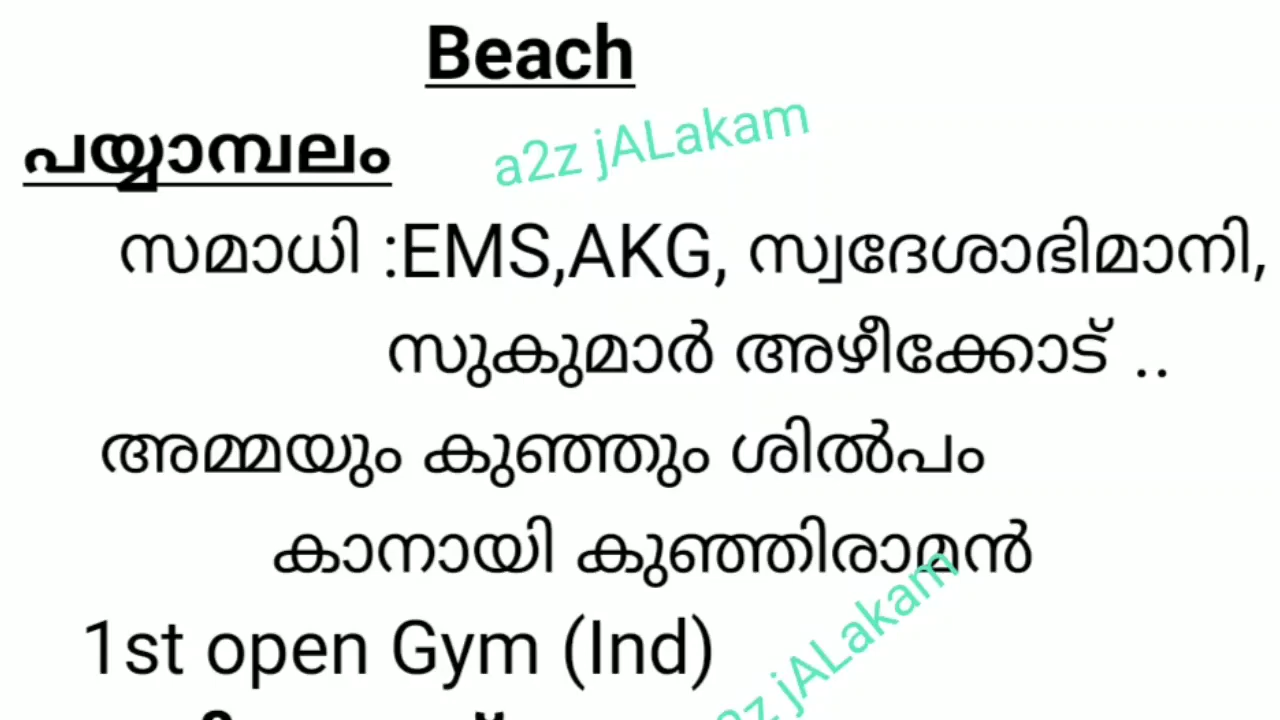 Beach
പയ്യാമ്പലം
a2z jALakam
സമാധി :EMS,AKG, സ്വദേശാഭിമാനി,
സുകുമാർ അഴീക്കോട് ..
അമ്മയും കുഞ്ഞും ശിൽപം
കാനായി കുഞ്ഞിരാമൻ
1st open Gym (Ind)
jALakam